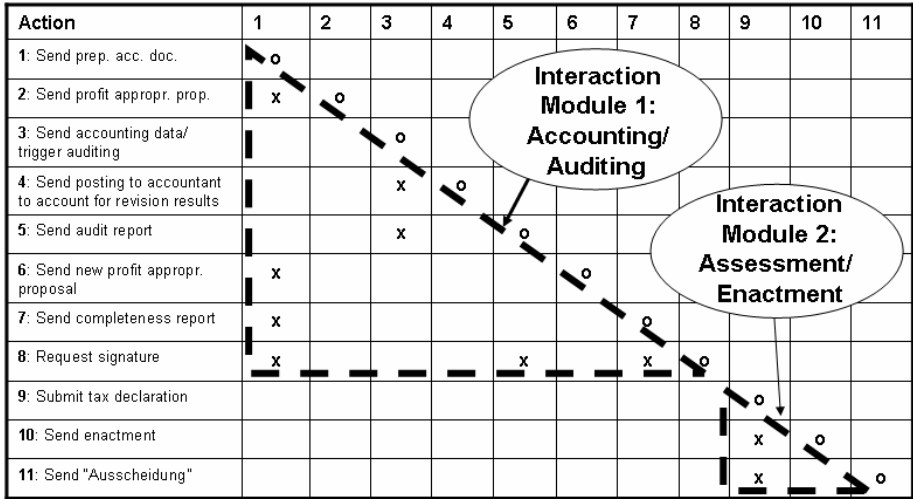 Action 1 2 3 4 5 6 7 8 9 10 11
1: Send prep. acc. doc. o
2: Send profit appropr. prop. x o
3: Send accounting data/
trigger auditing o
4: Send posting to accountant
to account for revision results x o
5: Send audit report x o
6: Send new profit appropr.
proposal x o
7: Send completeness report x o
8: Request signature x x x o
9: Submit tax declaration o
10: Send enactment x o
11: Send "Ausscheidung" x o
Interaction
Module 1:
Accounting/
Auditing
Interaction
Module 2:
Assessment/
Enactment